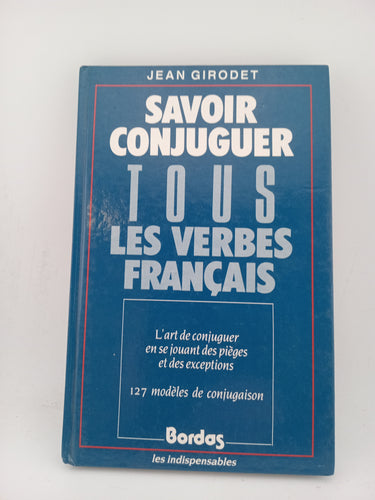 JEAN GIRODET
SAVOIR
CONJUGUER
TOUS
LES VERBES
FRANÇAIS
L'art de conjuguer
en se jouant des pièges
et des exceptions
127 modèles de conjugaison
Bordas
les indispensables